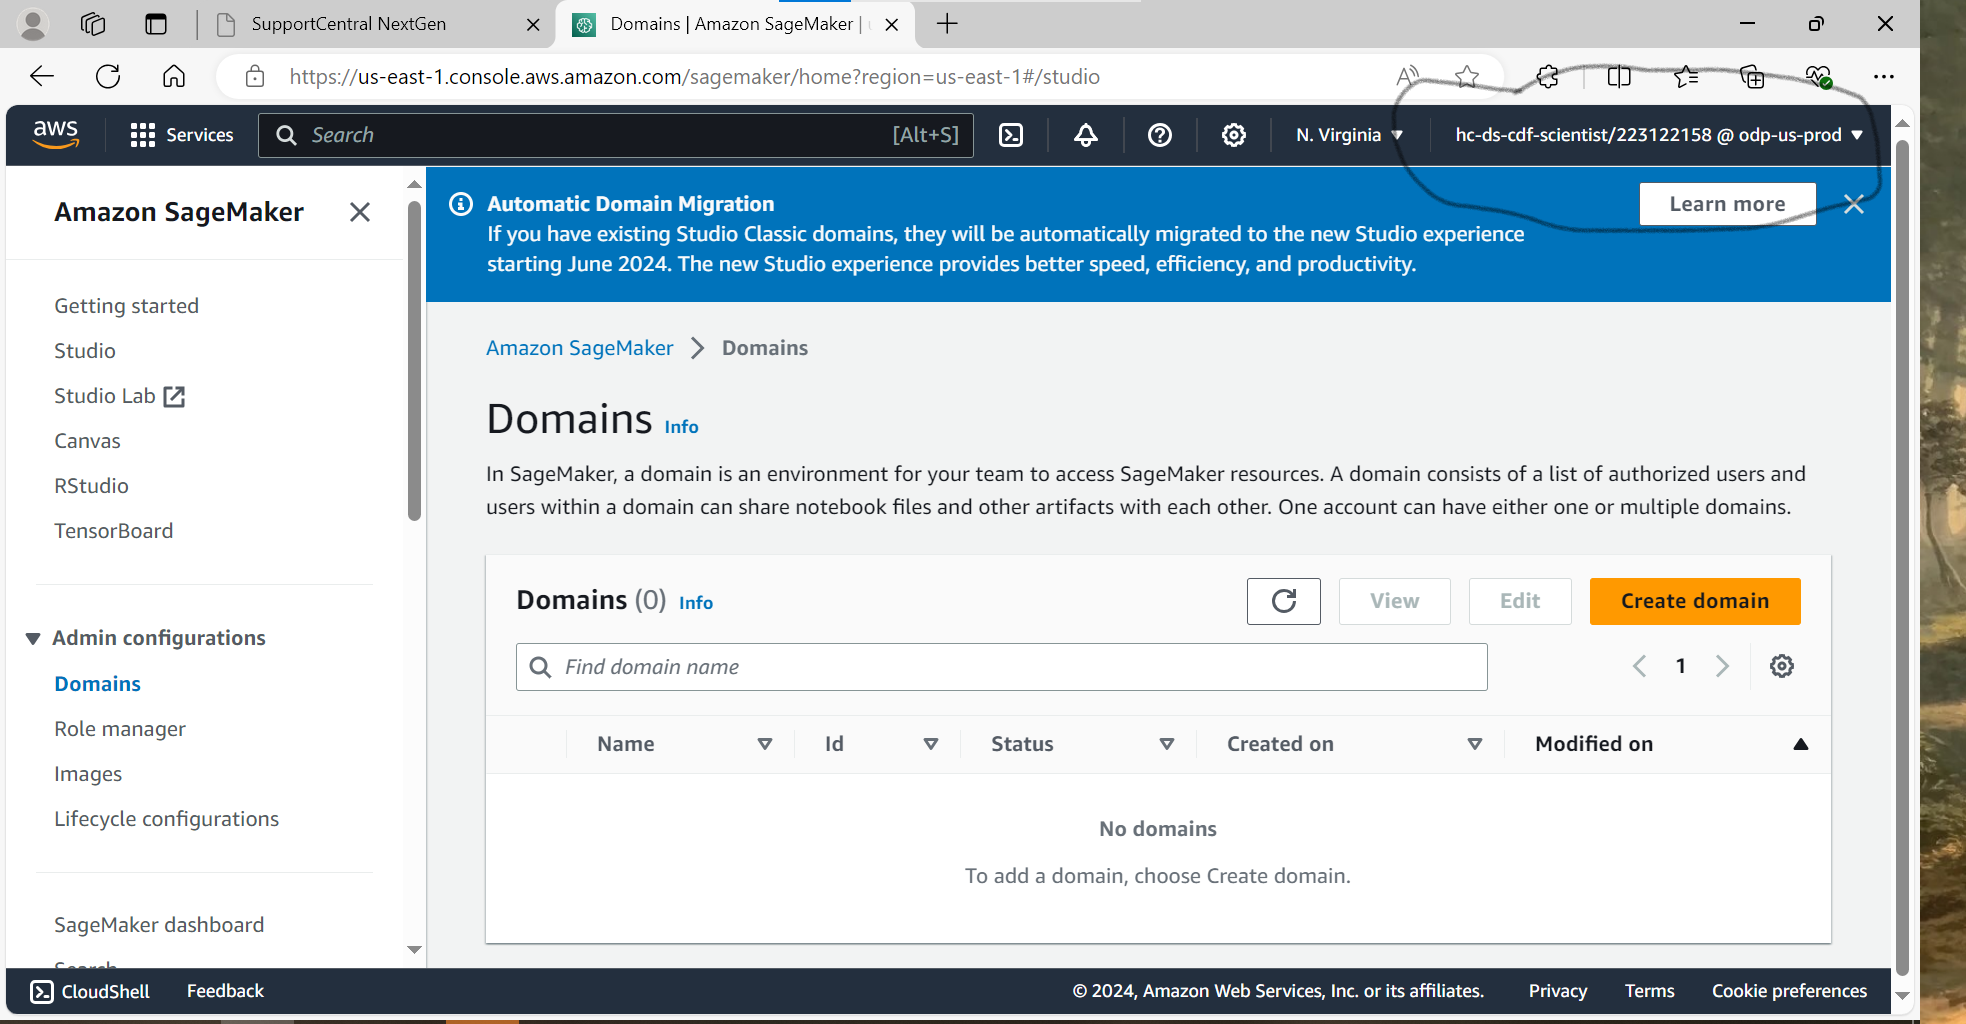 SupportCentral NextGen
Domains | Amazon SageMaker |
https://us-east-1.console.aws.amazon.com/sagemaker/home?region=us-east-1#/studio
aws
Services
Search
[Alt+S]
N. Virginia
hc-ds-cdf-scientist/223122158 @ odp-us-prod
Amazon SageMaker
Getting started
Studio
Studio Lab
Canvas
RStudio
TensorBoard
Admin configurations
Domains
Role manager
Images
Lifecycle configurations
SageMaker dashboard
Search
Automatic Domain Migration
If you have existing Studio Classic domains, they will be automatically migrated to the new Studio experience
starting June 2024. The new Studio experience provides better speed, efficiency, and productivity.
Learn more
Amazon SageMaker > Domains
Domains Info
In SageMaker, a domain is an environment for your team to access SageMaker resources. A domain consists of a list of authorized users and
users within a domain can share notebook files and other artifacts with each other. One account can have either one or multiple domains.
Domains (0) Info
View
Edit
Create domain
Find domain name
1
Name
Id
Status
Created on
Modified on
No domains
To add a domain, choose Create domain.
CloudShell
Feedback
© 2024, Amazon Web Services, Inc. or its affiliates.
Privacy
Terms
Cookie preferences